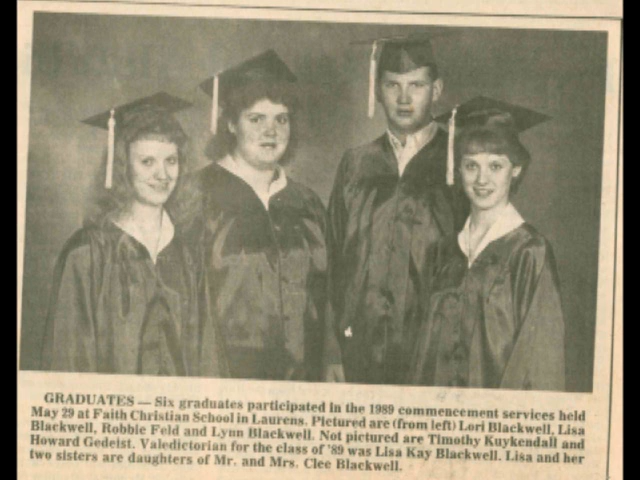 GRADUATES — Six graduates participated in the 1989 commencement services held
May 29 at Faith Christian School in Laurens. Pictured are (from left) Lori Blackwell, Lisa
Blackwell, Robbie Feld and Lynn Blackwell. Not pictured are Timothy Kuykendall and
Howard Gedeist. Valedictorian for the class of '89 was Lisa Kay Blackwell. Lisa and her
two sisters are daughters of Mr. and Mrs. Clee Blackwell.